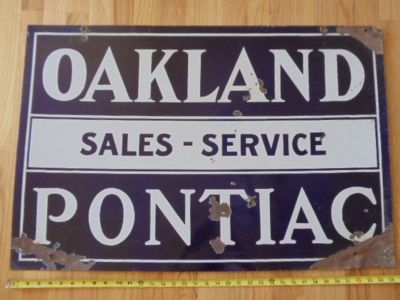 OAKLAND
SALES - SERVICE
PONTIAC